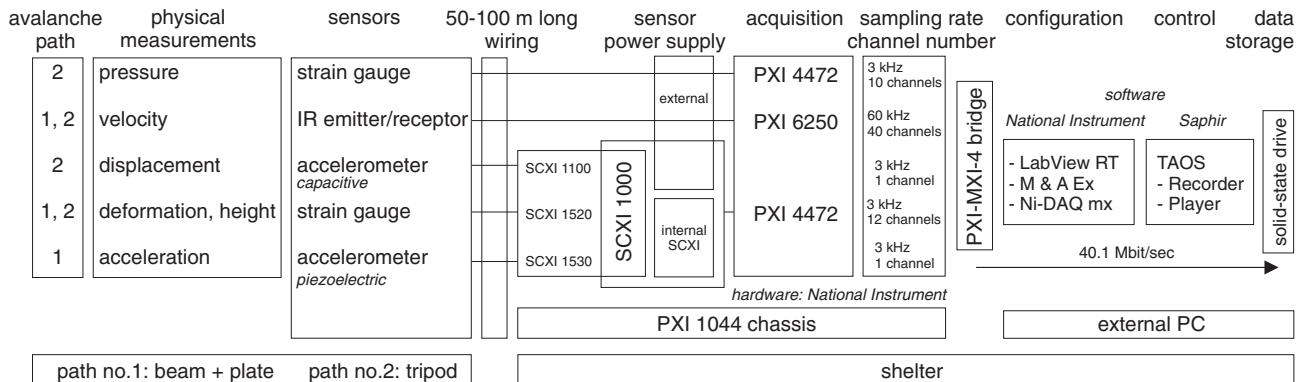 avalanche path
physical measurements
sensors
50-100 m long wiring
sensor power supply
acquisition
sampling rate channel number
configuration
control
data storage
2
pressure
strain gauge
PXI 4472
3 kHz
10 channels
external
software
1, 2
velocity
IR emitter/receptor
PXI 6250
60 kHz
40 channels
National Instrument
Saphir
2
displacement
accelerometer
capacitive
SCXI 1100
3 kHz
1 channel
- LabView RT
- M & A Ex
- Ni-DAQ mx
TAOS
- Recorder
- Player
1, 2
deformation, height
strain gauge
SCXI 1520
SCXI 1000
internal
SCXI
PXI 4472
3 kHz
12 channels
PXI-MXI-4 bridge
solid-state drive
1
acceleration
accelerometer
piezoelectric
SCXI 1530
3 kHz
1 channel
40.1 Mbit/sec
hardware: National Instrument
PXI 1044 chassis
external PC
path no.1: beam + plate
path no.2: tripod
shelter